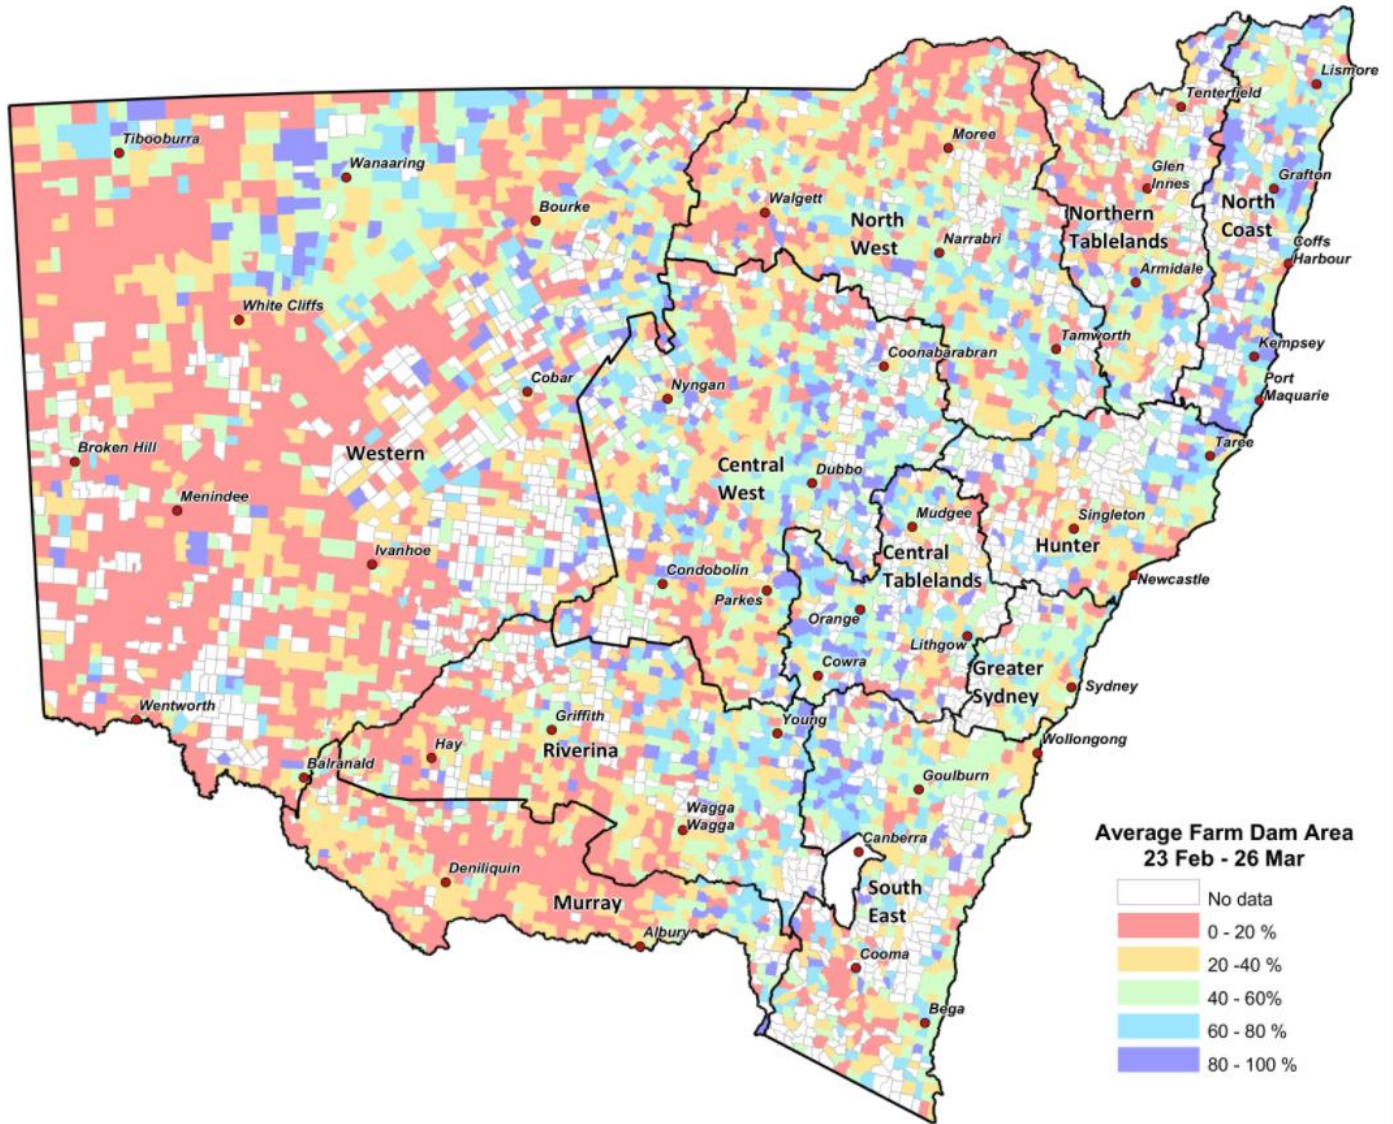 Lismore
Tenterfield
Tibooburra
Moree
Wanaaring
Glen
Innes
Grafton
Bourke
Walgett
North
West
Northern
Tablelands
North
Coast
Narrabri
Coffs
Harbour
Armidale
White Cliffs
Tamworth
Kempsey
Coonabarabran
Cobar
Nyngan
Port
Maquarie
Broken Hill
Western
Taree
Central
West
Dubbo
Menindee
Mudgee
Singleton
Ivanhoe
Central
Tablelands
Hunter
Condobolin
Newcastle
Parkes
Orange
Lithgow
Cowra
Greater
Sydney
Sydney
Wentworth
Griffith
Young
Hay
Riverina
Wollongong
Balranald
Goulburn
Wagga
Wagga
Canberra
Deniliquin
South
East
Murray
Albury
Cooma
Bega
Average Farm Dam Area
23 Feb - 26 Mar
No data
0 - 20 %
20 -40 %
40 - 60%
60 - 80 %
80 - 100 %